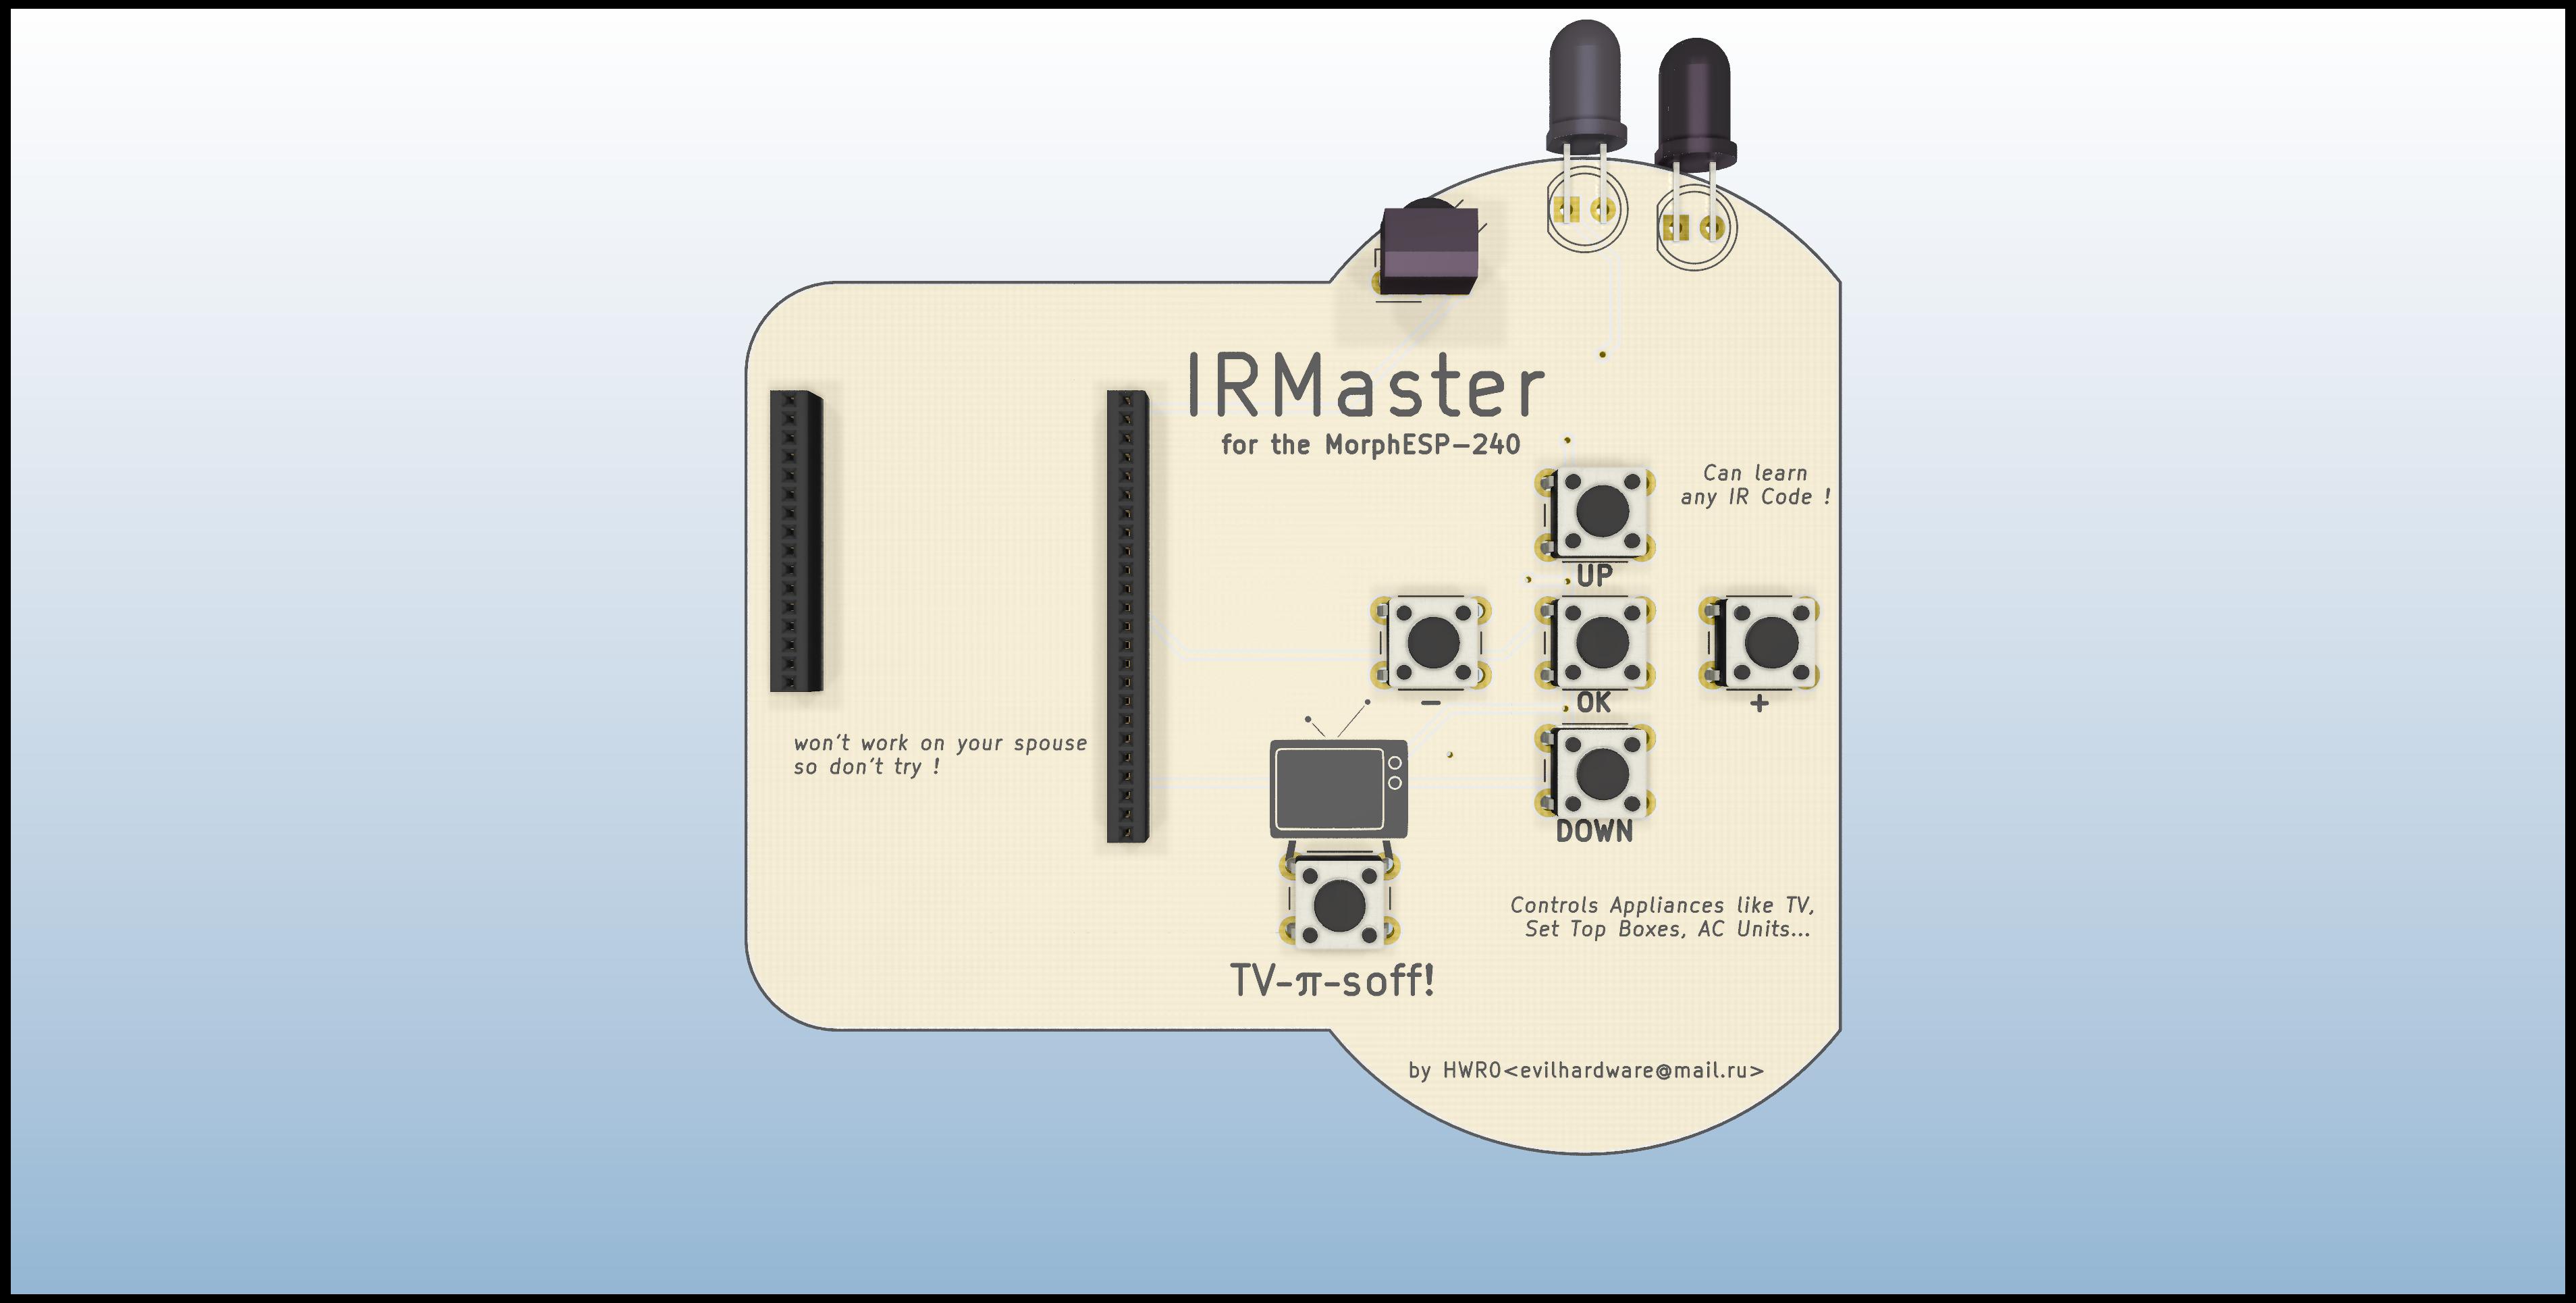 IRMaster
for the MorphESP-240
Can learn
any IR Code !
UP
-
OK
+
won't work on your spouse
so don't try !
DOWN
Controls Appliances like TV,
Set Top Boxes, AC Units...
TV-π-soff!
by HWR0<evilhardware@mail.ru>